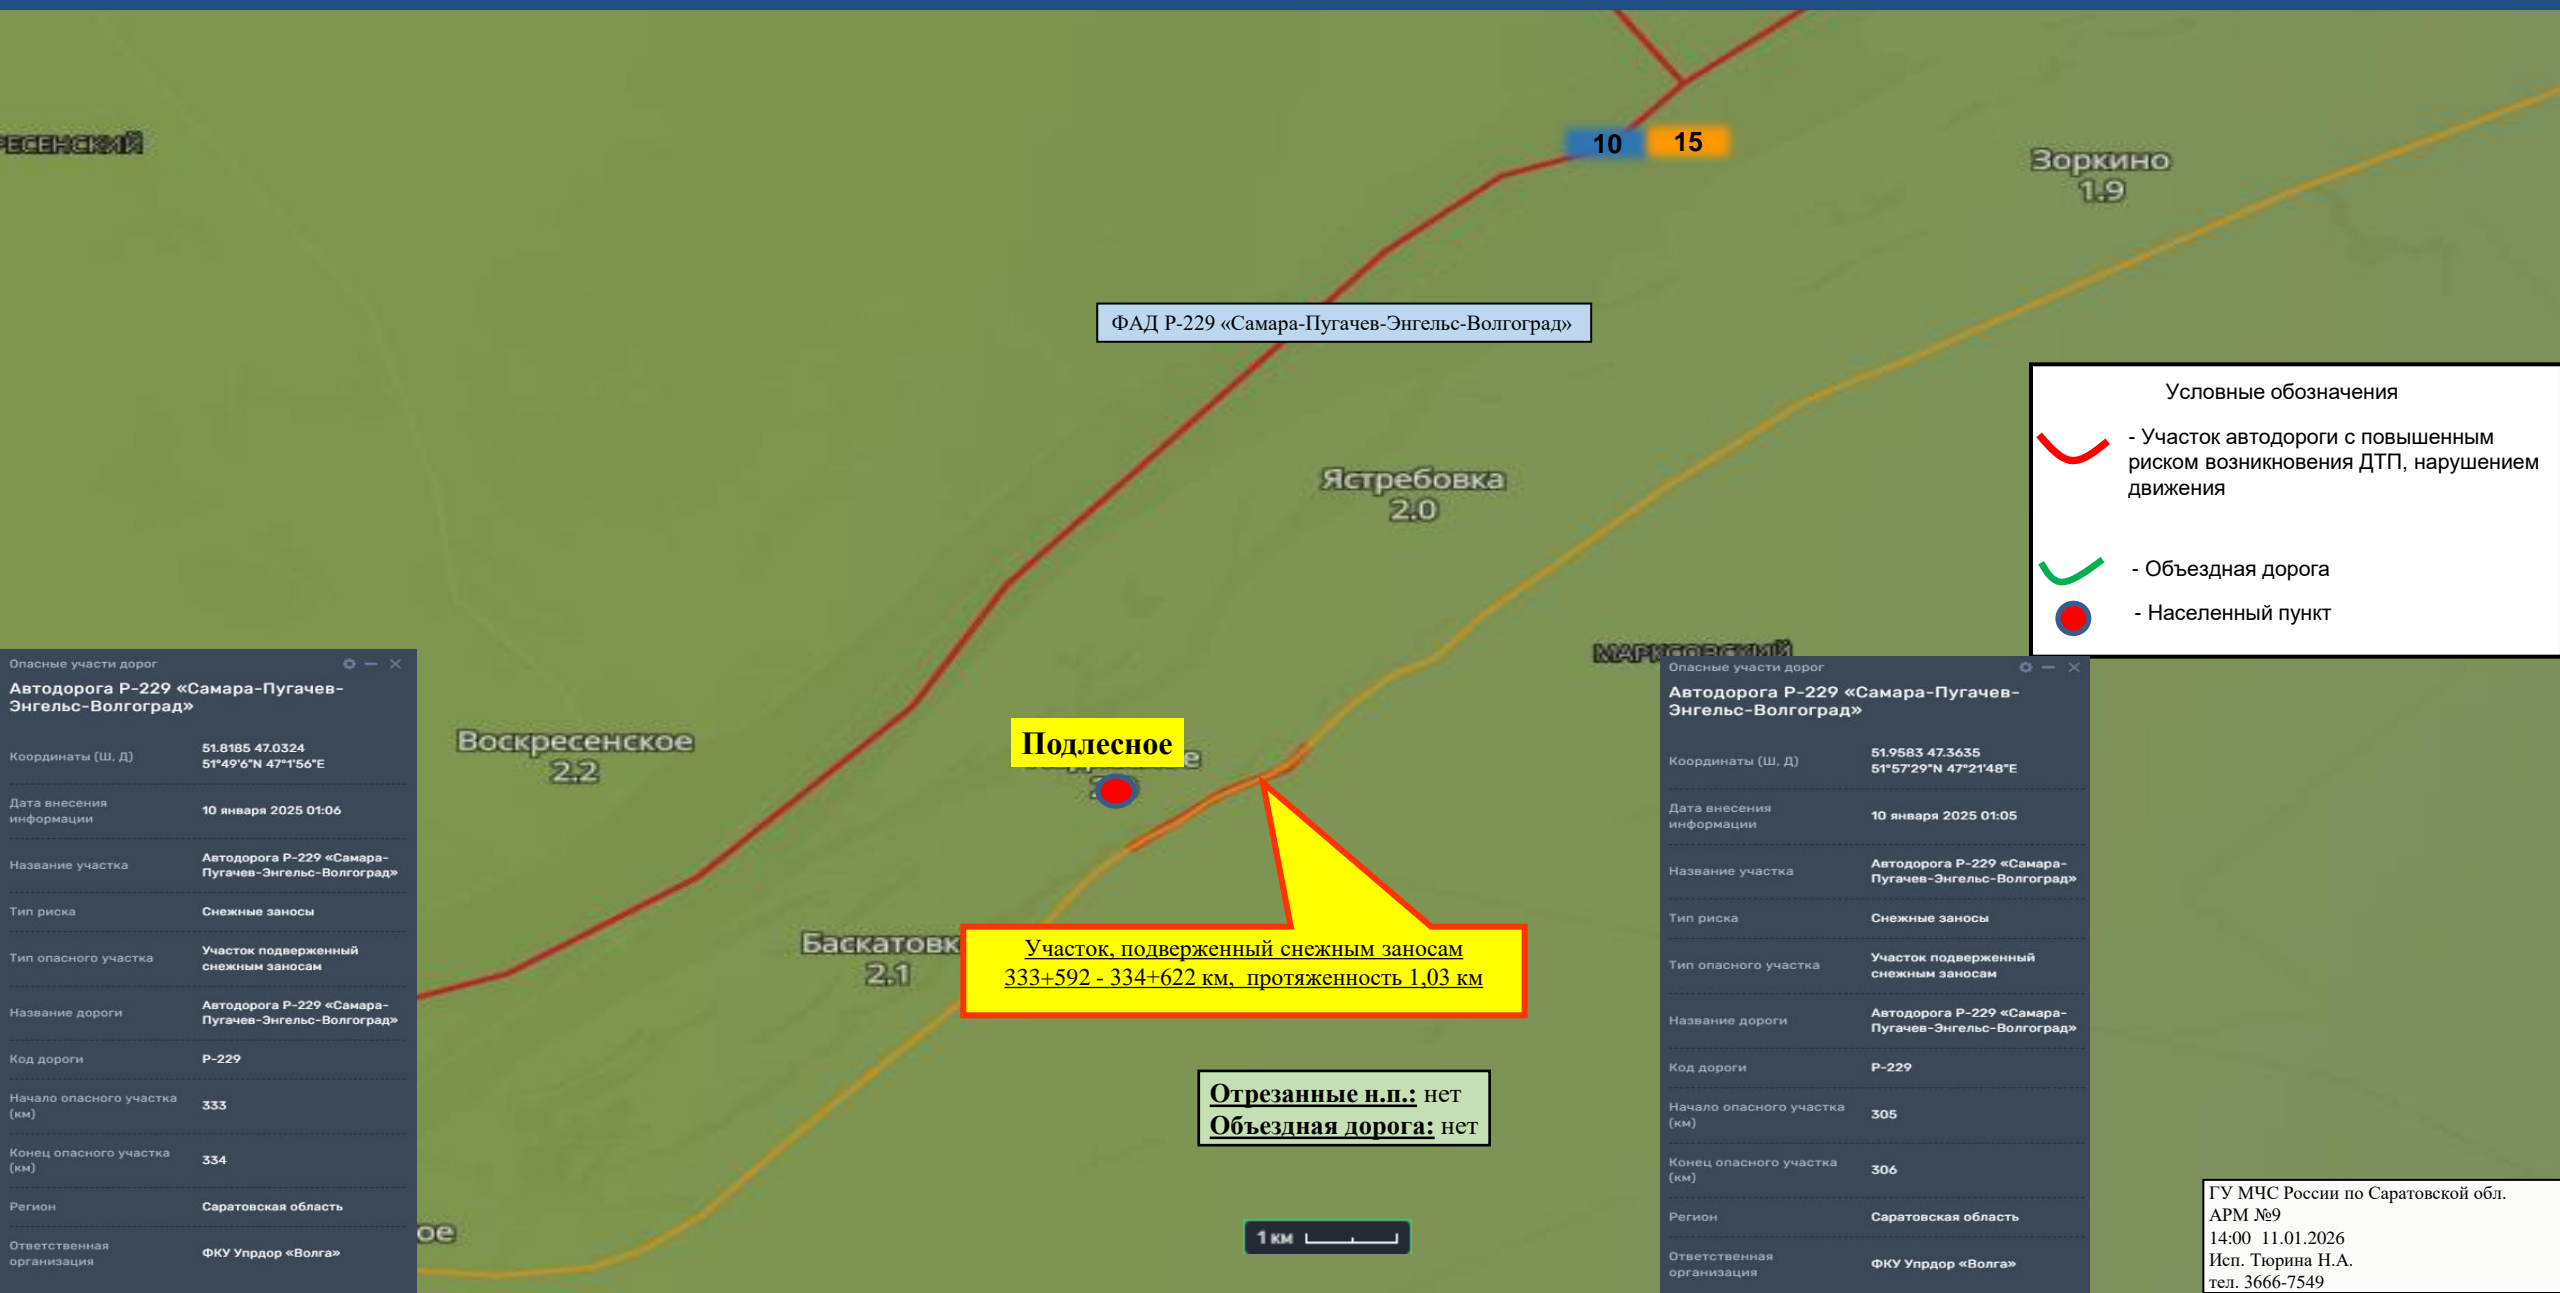 РЕСЕНСКИЙ
10 15
Зоркино
1.9
ФАД Р-229 «Самара-Пугачев-Энгельс-Волгоград»
Условные обозначения
- Участок автодороги с повышенным
риском возникновения ДТП, нарушением
движения
- Объездная дорога
- Населенный пункт
Ястребовка
2.0
МАРКСОВСКИЙ
Воскресенское
2.2
Подлесное
Баскатовк
2.1
Участок, подверженный снежным заносам
333+592 - 334+622 км, протяженность 1,03 км
Отрезанные н.п.: нет
Объездная дорога: нет
1 км
ое
Опасные участи дорог
Автодорога Р-229 «Самара-Пугачев-
Энгельс-Волгоград»
Координаты (Ш, Д)
51.8185 47.0324
51°49'6"N 47°1'56"E
Дата внесения
информации
10 января 2025 01:06
Название участка
Автодорога Р-229 «Самара-
Пугачев-Энгельс-Волгоград»
Тип риска
Снежные заносы
Тип опасного участка
Участок подверженный
снежным заносам
Название дороги
Автодорога Р-229 «Самара-
Пугачев-Энгельс-Волгоград»
Код дороги
Р-229
Начало опасного участка
(км)
333
Конец опасного участка
(км)
334
Регион
Саратовская область
Ответственная
организация
ФКУ Упрдор «Волга»
Опасные участи дорог
Автодорога Р-229 «Самара-Пугачев-
Энгельс-Волгоград»
Координаты (Ш, Д)
51.9583 47.3635
51°57'29"N 47°21'48"E
Дата внесения
информации
10 января 2025 01:05
Название участка
Автодорога Р-229 «Самара-
Пугачев-Энгельс-Волгоград»
Тип риска
Снежные заносы
Тип опасного участка
Участок подверженный
снежным заносам
Название дороги
Автодорога Р-229 «Самара-
Пугачев-Энгельс-Волгоград»
Код дороги
Р-229
Начало опасного участка
(км)
305
Конец опасного участка
(км)
306
Регион
Саратовская область
Ответственная
организация
ФКУ Упрдор «Волга»
ГУ МЧС России по Саратовской обл.
АРМ №9
14:00 11.01.2026
Исп. Тюрина Н.А.
тел. 3666-7549